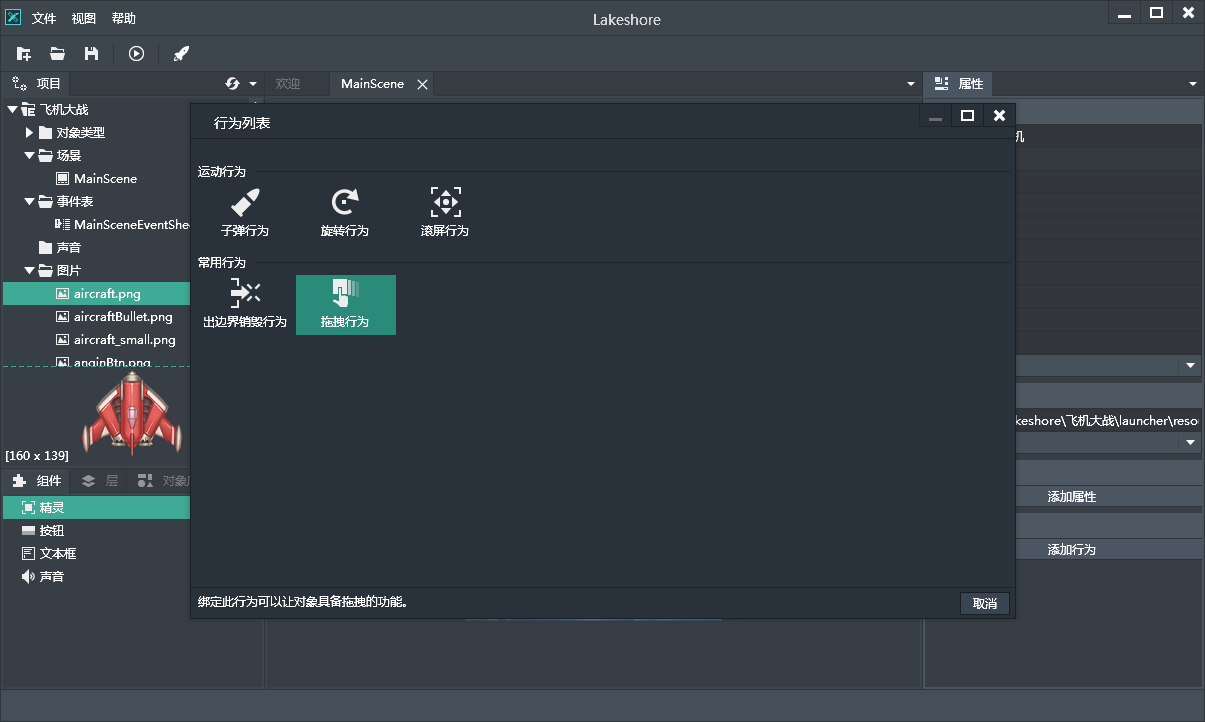 文件 视图 帮助
Lakeshore
项目
欢迎
MainScene
属性
飞机大战
对象类型
场景
MainScene
事件表
MainSceneEventShe
声音
图片
aircraft.png
aircraftBullet.png
aircraft_small.png
anginBtn.png
[160 x 139]
组件 层 对象
精灵
按钮
文本框
声音
行为列表
运动行为
子弹行为 旋转行为 滚屏行为
常用行为
出边界销毁行为 拖拽行为
绑定此行为可以让对象具备拖拽的功能。
取消
机
keshore\飞机大战\launcher\reso
添加属性
添加行为